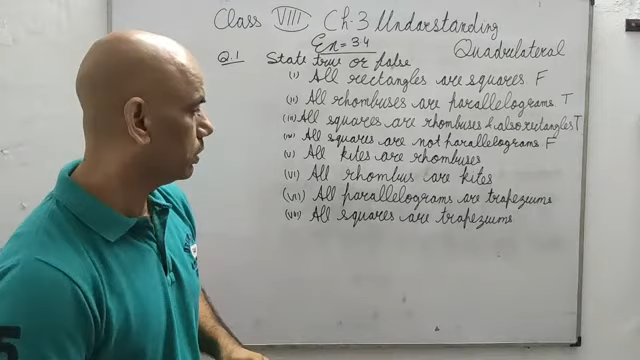 Class VIII Ch.3 Understanding
Quadrilateral
Ex = 3.4
Q.1 State true or false
(i) All rectangles are squares. F
(ii) All rhombuses are parallelograms. T
(iii) All squares are rhombuses & also rectangles T
(iv) All squares are not parallelograms. F
(v) All kites are rhombuses
(vi) All rhombus are kites
(vii) All parallelograms are trapeziums
(viii) All squares are trapeziums
5